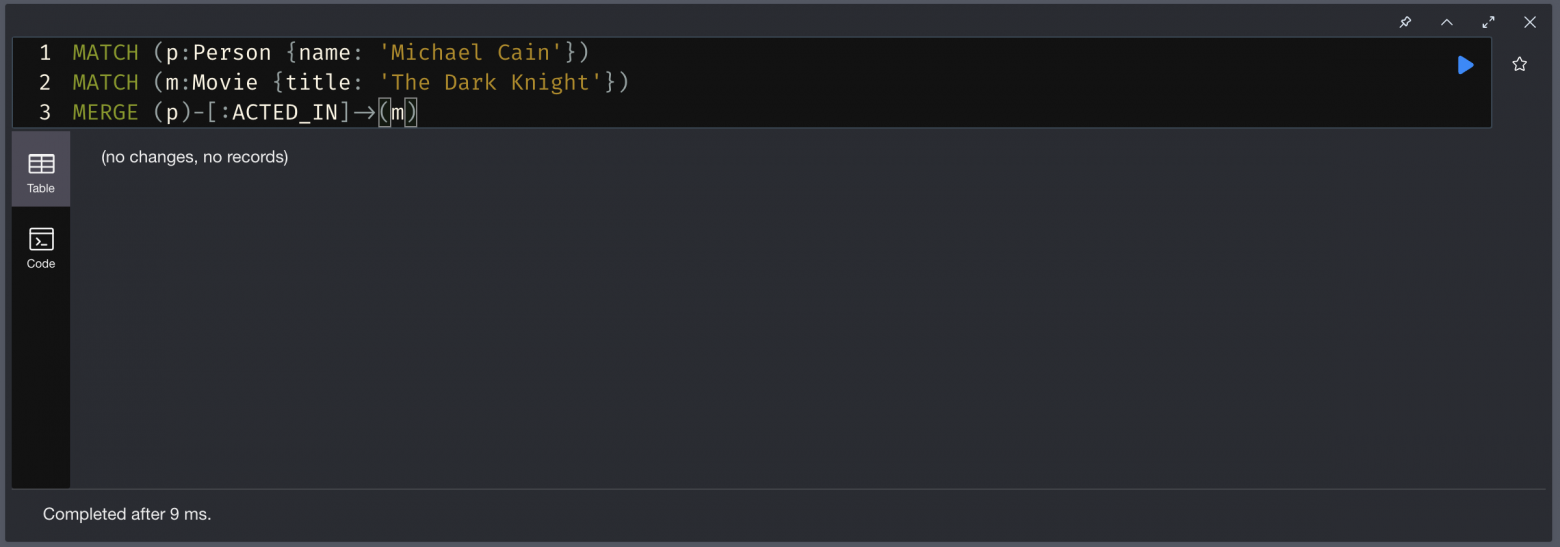 1 MATCH (p:Person {name: 'Michael Cain'})
2 MATCH (m:Movie {title: 'The Dark Knight'})
3 MERGE (p)-[:ACTED_IN]→(m)
(no changes, no records)
Table
Code
Completed after 9 ms.